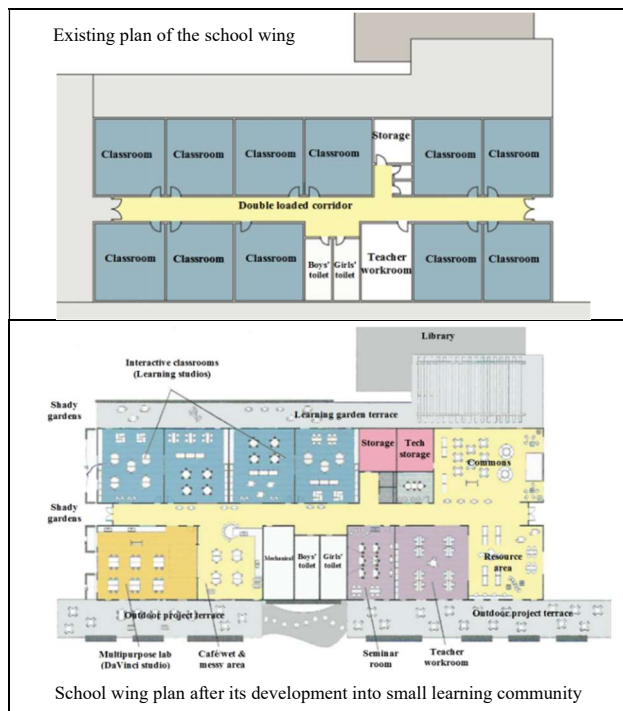 Existing plan of the school wing
Storage
Classroom Classroom Classroom Classroom Classroom Classroom
Double loaded corridor
Classroom Classroom Classroom Boys' toilet Girls' toilet Teacher workroom Classroom Classroom
Library
Interactive classrooms
(Learning studios)
Shady
gardens
Learning garden terrace
Storage
Tech
storage
Commons
Shady
gardens
Mechanical
Boys'
toilet
Girls'
toilet
Resource
area
Outdoor project terrace
Outdoor project terrace
Multipurpose lab
(DaVinci studio)
Café/wet &
messy area
Seminar
room
Teacher
workroom
School wing plan after its development into small learning community